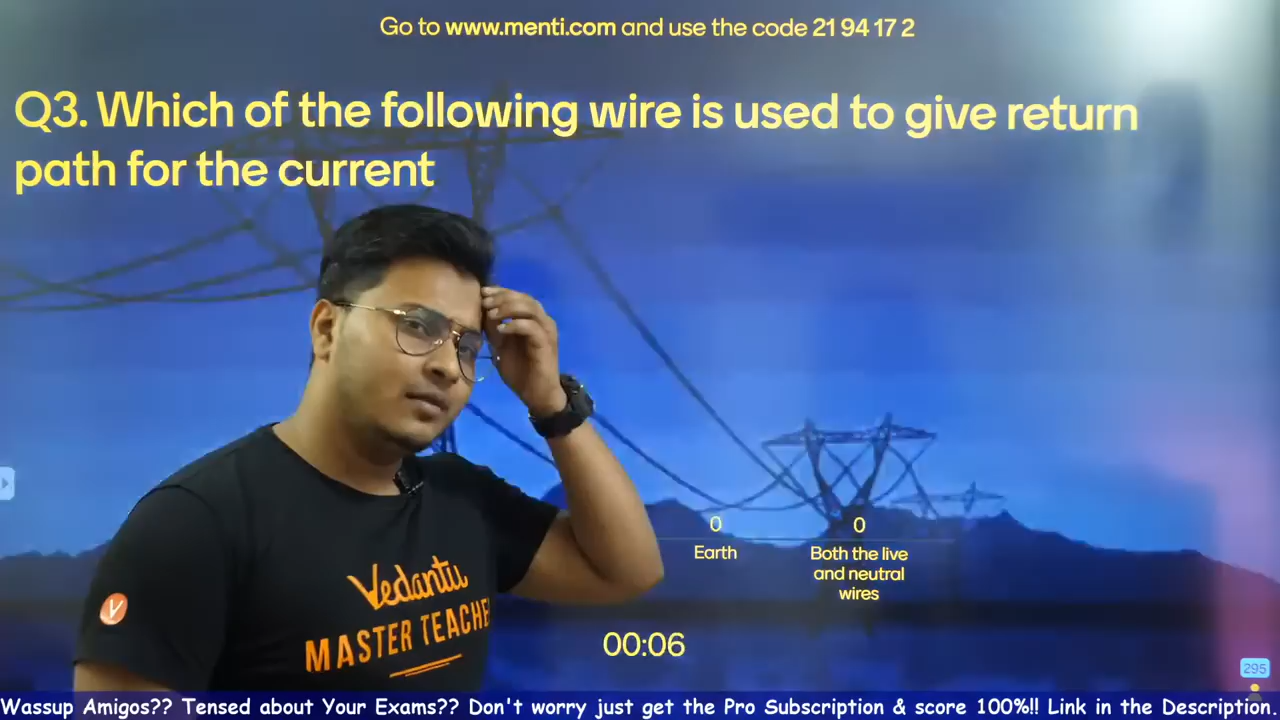 Go to www.menti.com and use the code 21 94 17 2
Q3. Which of the following wire is used to give return
path for the current
0
Earth
0
Both the live
and neutral
wires
00:06
Vedantu
MASTER TEACHE
V
295
Wassup Amigos?? Tensed about Your Exams?? Don't worry just get the Pro Subscription & score 100%!! Link in the Description.